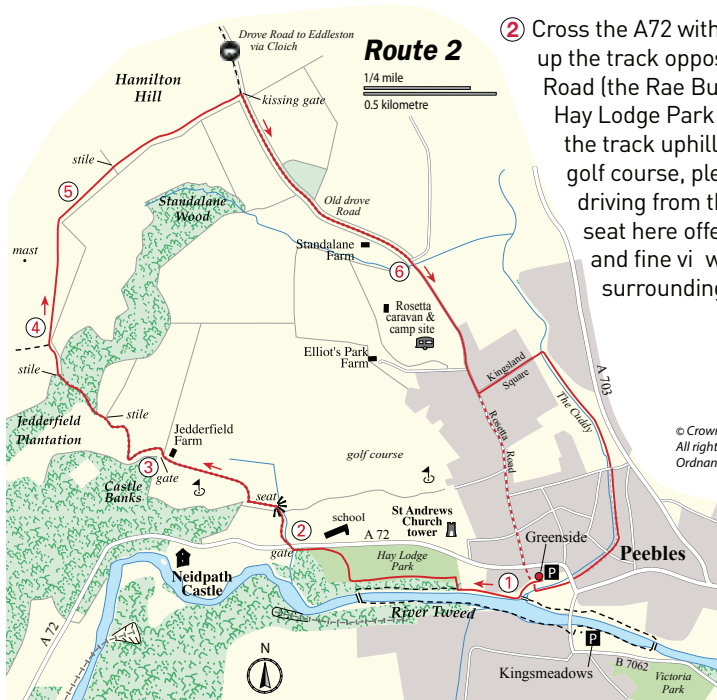 Route 2
1/4 mile
0.5 kilometre
Drove Road to Eddleston
via Cloich
Hamilton
Hill
kissing gate
stile
5
Standalane
Wood
Old drove
Road
mast
Standalane
Farm
6
4
Rosetta
caravan &
camp site
Elliot's Park
Farm
stile
stile
Kingsland
Square
A 703
The Cuddy
Jedderfield
Plantation
Jedderfield
Farm
Rosetta
Road
3
gate
Castle
Banks
golf course
seat
2
school
A 72
St Andrews
Church
tower
gate
Greenside
P
Peebles
Hay Lodge
Park
Neidpath
Castle
1
River Tweed
A 72
N
P
Kingsmeadows
B 7062
Victoria
Park
2 Cross the A72 with
up the track oppos
Road (the Rae Bu
Hay Lodge Park
the track uphill
golf course, ple
driving from th
seat here offe
and fine vi w
surrounding
© Crown
All right
Ordnan